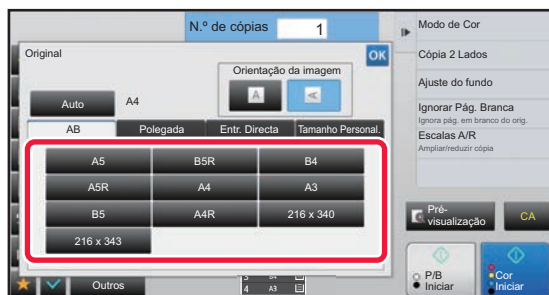 N.º de cópias 1
Original
OK
Orientação da imagem
A A
Auto A4
AB Polegada Entr. Directa Tamanho Personal.
A5 B5R B4
A5R A4 A3
B5 A4R 216 x 340
216 x 343
Outros
4 A3
Modo de Cor
Cópia 2 Lados
Ajuste do fundo
Ignorar Pág. Branca
Ignora pág. em branco do orig.
Escalas A/R
Ampliar/reduzir cópia
Pré-
visualização
CA
P/B
Iniciar
Cor
Iniciar